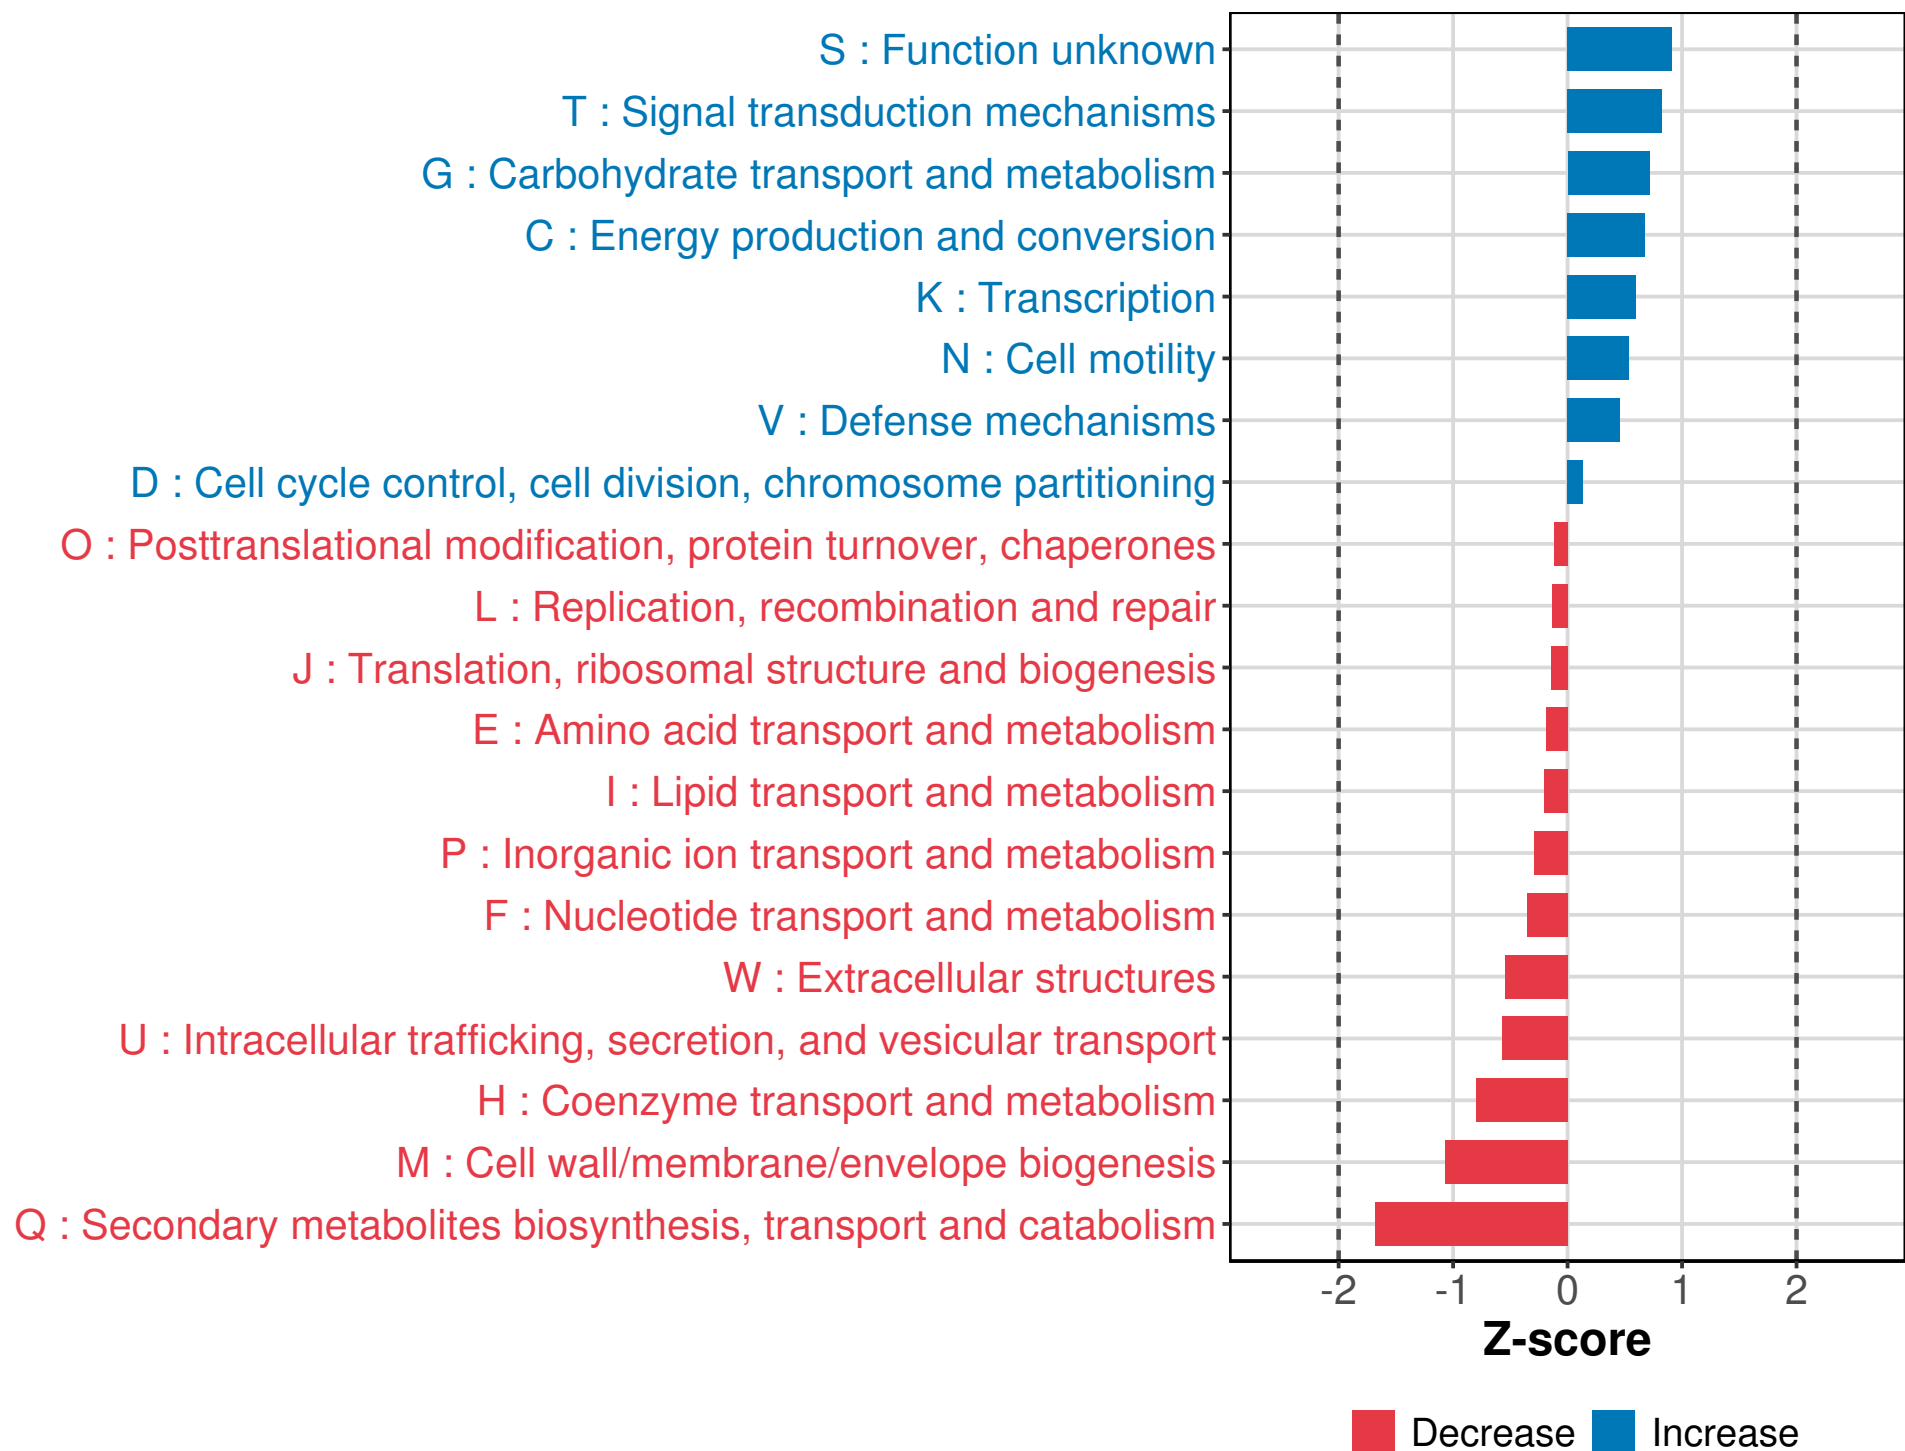 S : Function unknown
T : Signal transduction mechanisms
G : Carbohydrate transport and metabolism
C : Energy production and conversion
K : Transcription
N : Cell motility
V : Defense mechanisms
D : Cell cycle control, cell division, chromosome partitioning
O : Posttranslational modification, protein turnover, chaperones
L : Replication, recombination and repair
J : Translation, ribosomal structure and biogenesis
E : Amino acid transport and metabolism
I : Lipid transport and metabolism
P : Inorganic ion transport and metabolism
F : Nucleotide transport and metabolism
W : Extracellular structures
U : Intracellular trafficking, secretion, and vesicular transport
H : Coenzyme transport and metabolism
M : Cell wall/membrane/envelope biogenesis
Q : Secondary metabolites biosynthesis, transport and catabolism
-2 -1 0 1 2
Z-score
Decrease Increase